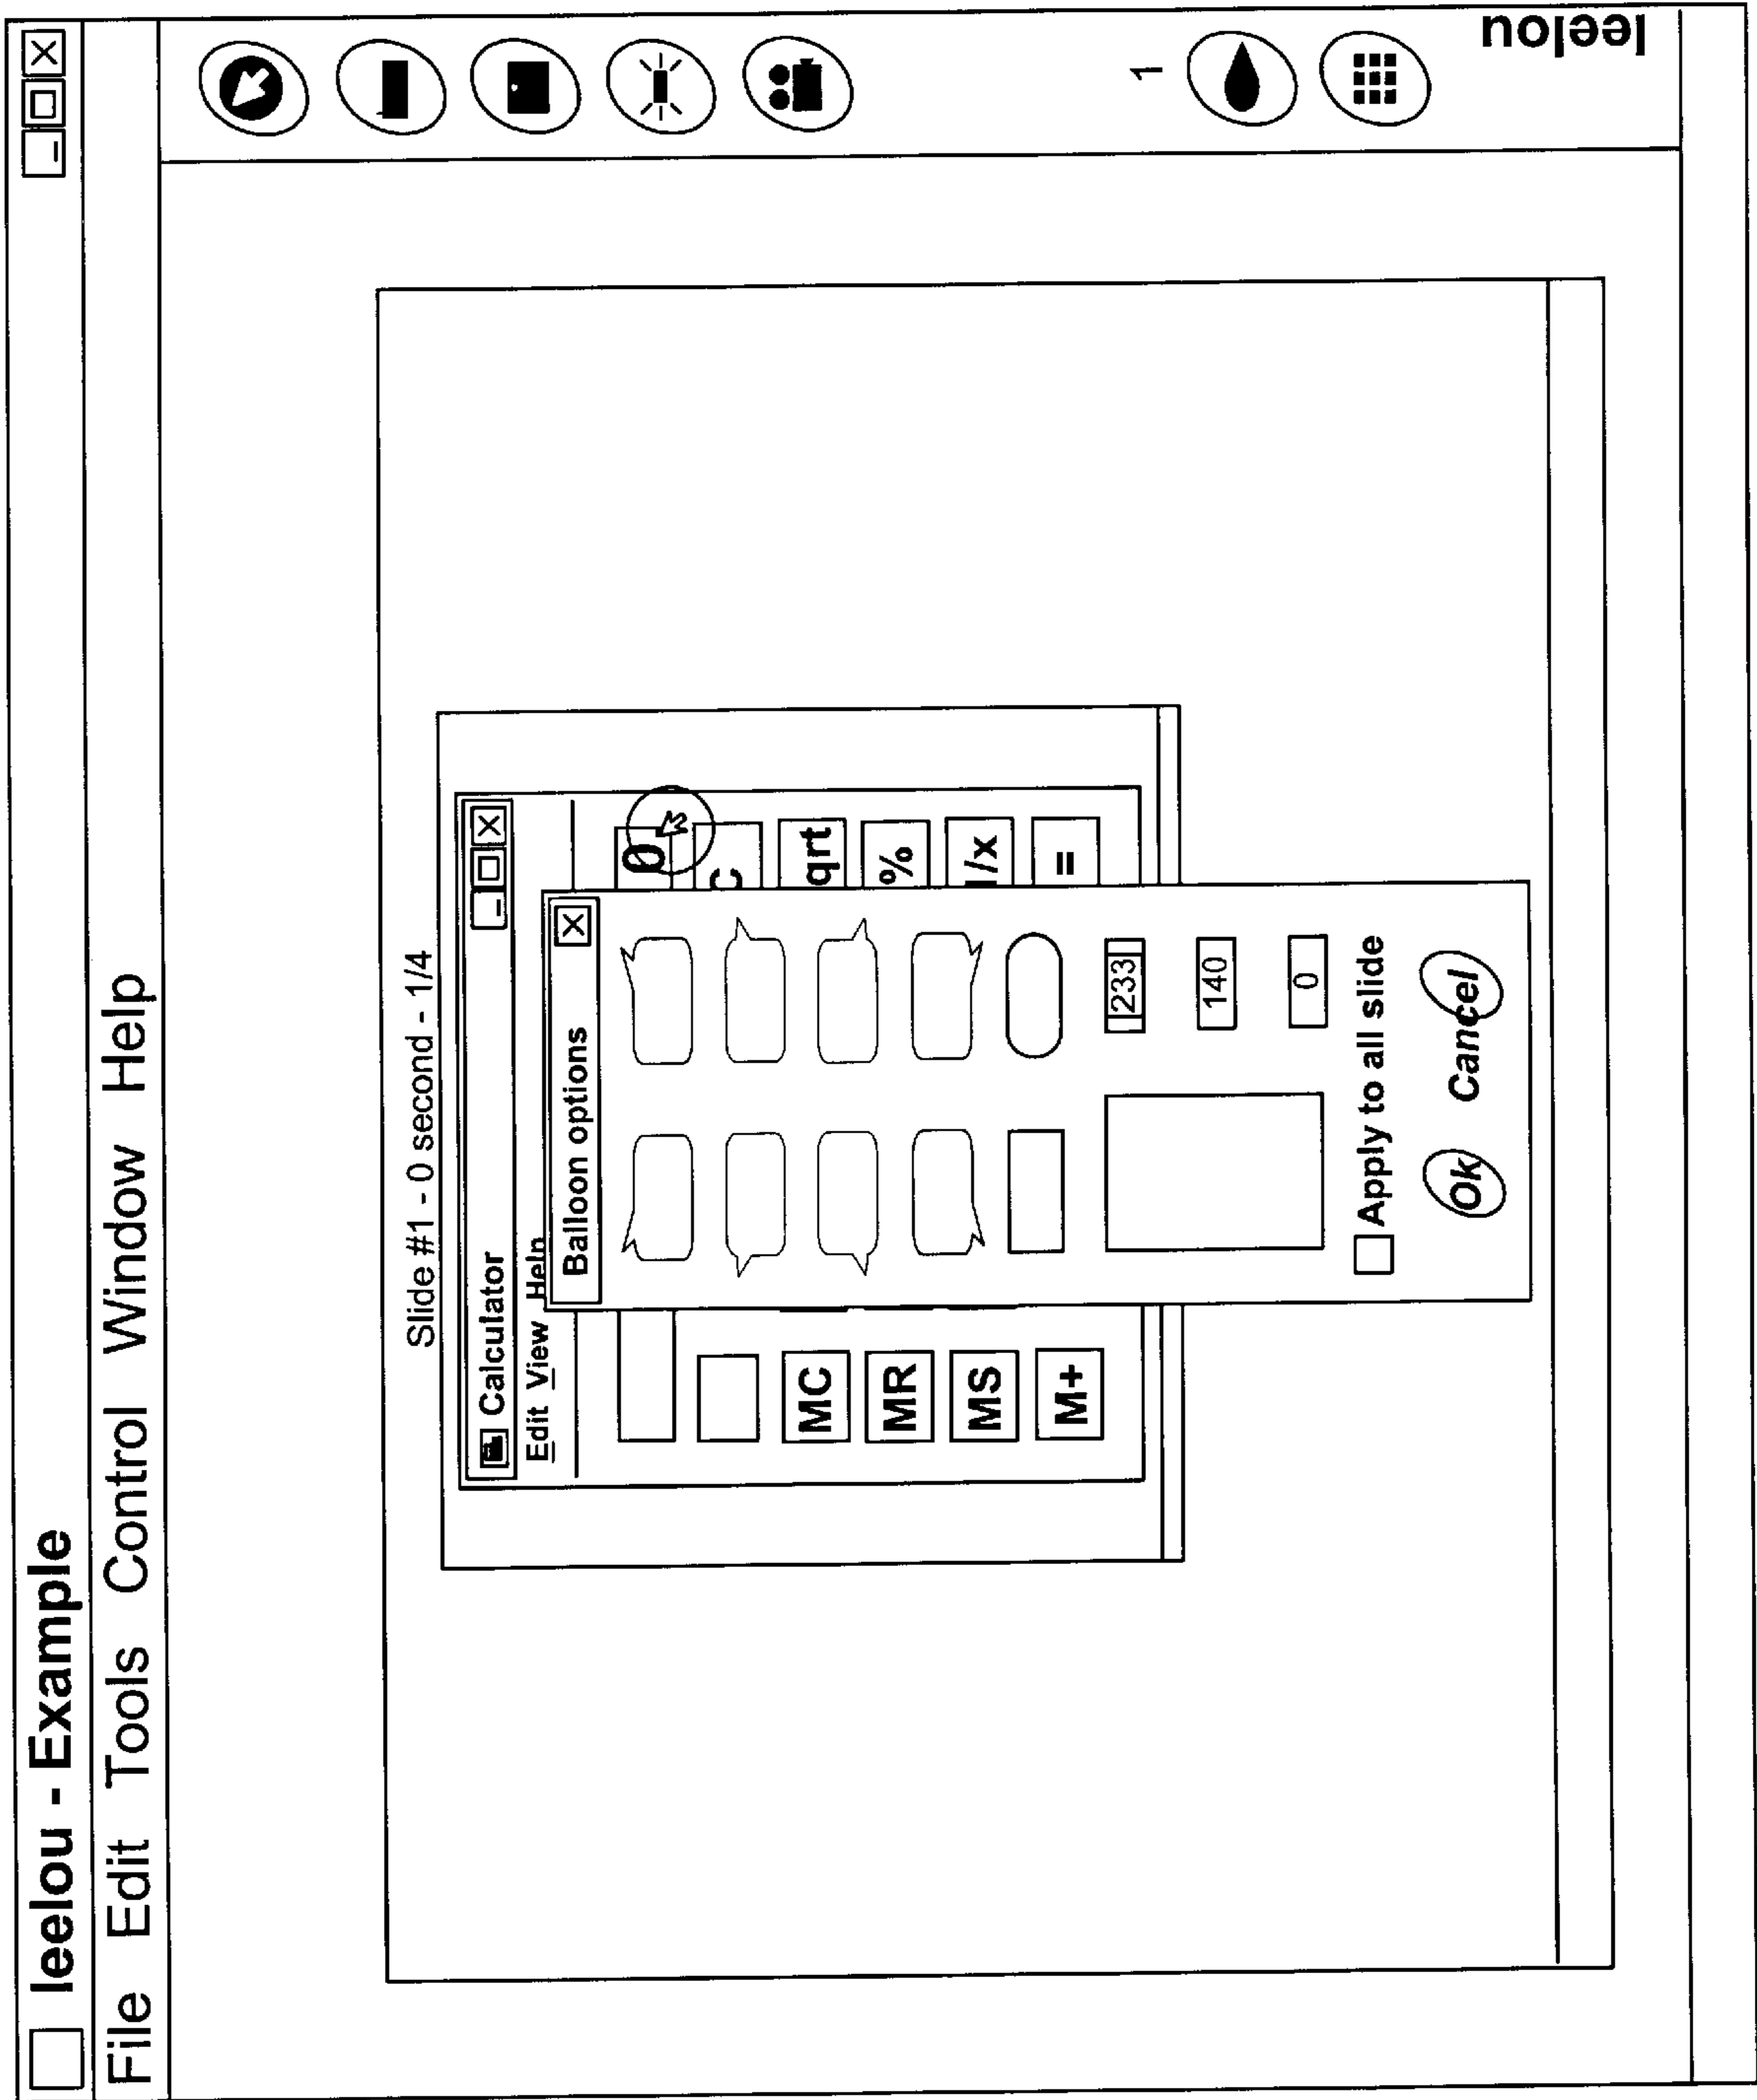 leelou - Example
File Edit Tools Control Window Help
Slide #1 - 0 second - 1/4
Calculator
Edit View Help
0
Balloon options
C
MC qrt
MR %
MS 1/x
M+ =
233
140
0
Apply to all slide
Ok Cancel
1
leelou